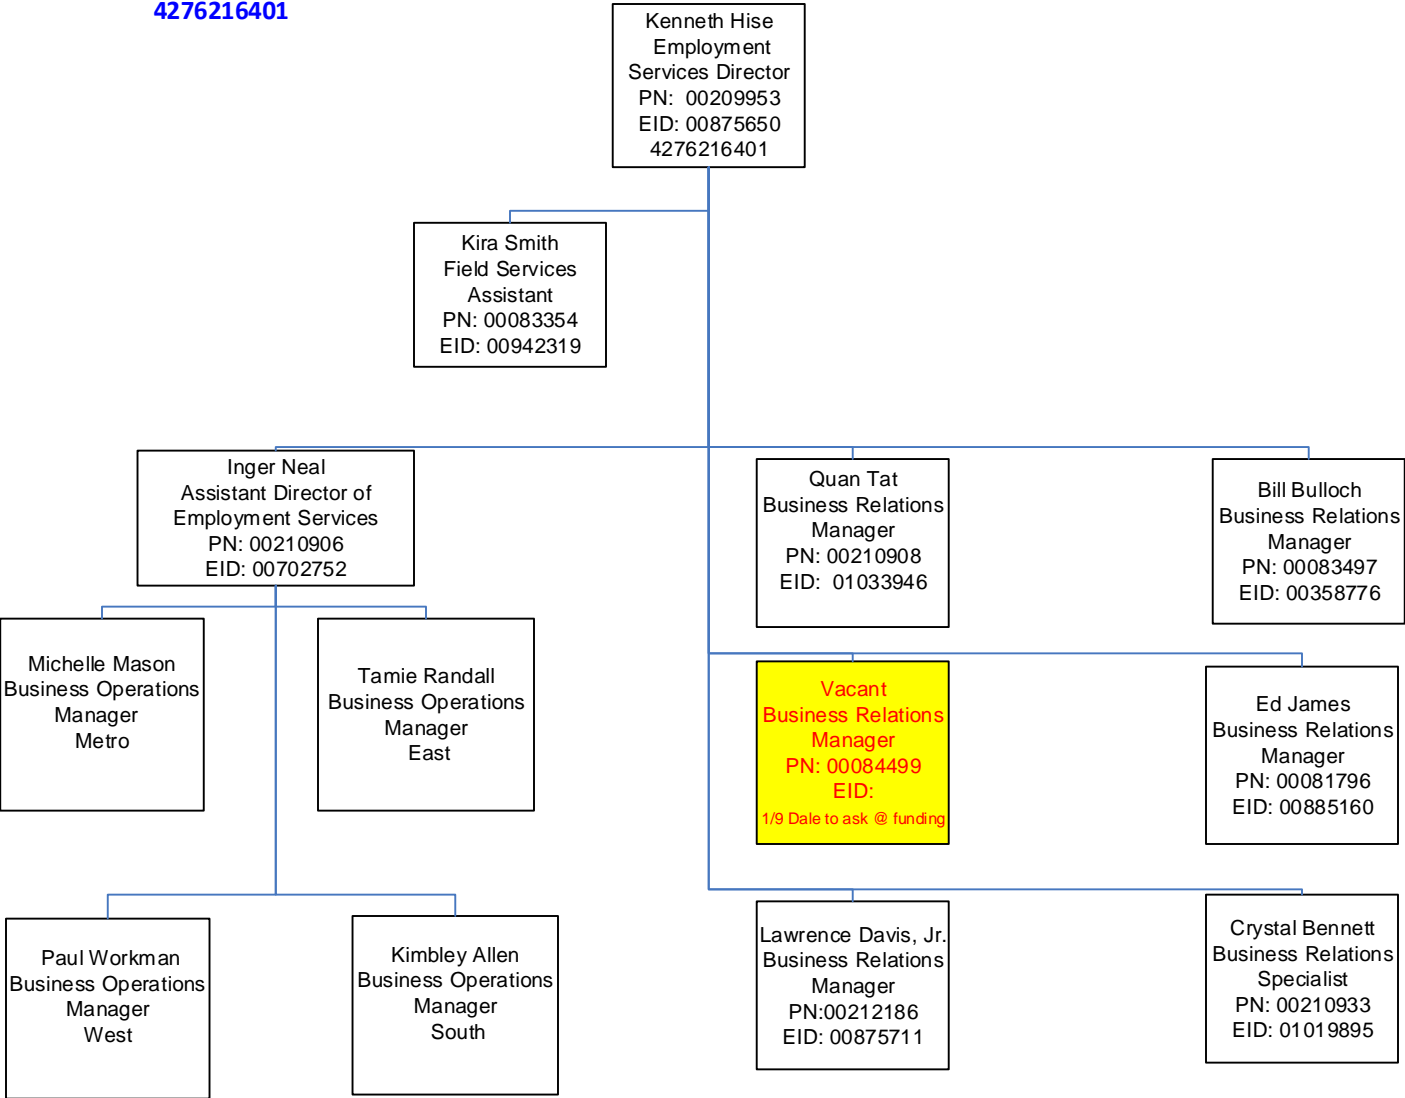 4276216401
Kenneth Hise
Employment
Services Director
PN:  00209953
EID: 00875650
4276216401
Kira Smith
Field Services
Assistant
PN: 00083354
EID: 00942319
Inger Neal
Assistant Director of
Employment Services
PN: 00210906
EID: 00702752
Quan Tat
Business Relations
Manager
PN: 00210908
EID:  01033946
Bill Bulloch
Business Relations
Manager
PN: 00083497
EID: 00358776
Michelle Mason
Business Operations
Manager
Metro
Tamie Randall
Business Operations
Manager
East
Vacant
Business Relations
Manager
PN: 00084499
EID:
1/9 Dale to ask @ funding
Ed James
Business Relations
Manager
PN: 00081796
EID: 00885160
Paul Workman
Business Operations
Manager
West
Kimbley Allen
Business Operations
Manager
South
Lawrence Davis, Jr.
Business Relations
Manager
PN:00212186
EID: 00875711
Crystal Bennett
Business Relations
Specialist
PN: 00210933
EID: 01019895